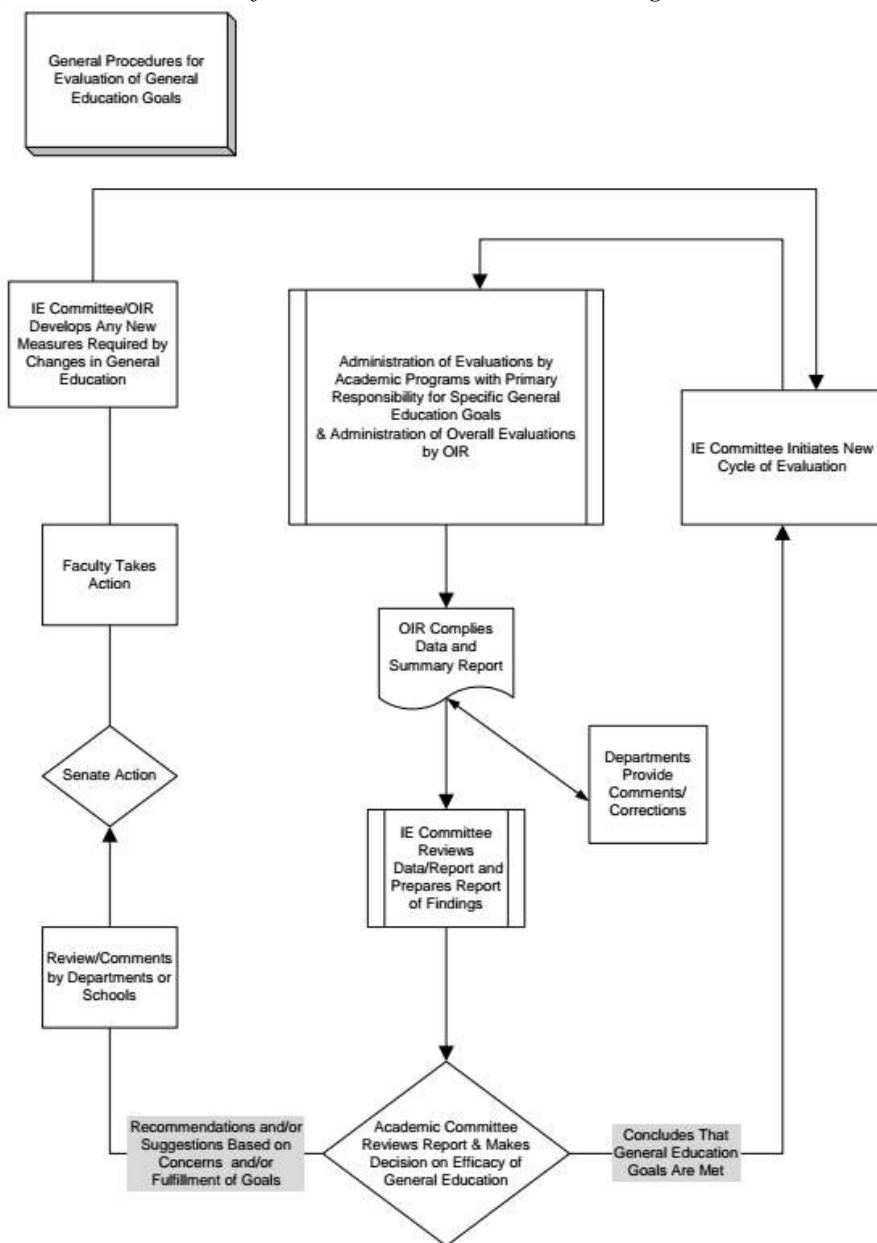 General Procedures for
Evaluation of General
Education Goals
IE Committee/OIR
Develops Any New
Measures Required by
Changes in General
Education
Administration of Evaluations by
Academic Programs with Primary
Responsibility for Specific General
Education Goals
& Administration of Overall Evaluations
by OIR
IE Committee Initiates New
Cycle of Evaluation
Faculty Takes
Action
OIR Complies
Data and
Summary Report
Senate Action
Departments
Provide
Comments/
Corrections
IE Committee
Reviews
Data/Report and
Prepares Report
of Findings
Review/Comments
by Departments or
Schools
Recommendations and/or
Suggestions Based on
Concerns and/or
Fulfillment of Goals
Academic Committee
Reviews Report & Makes
Decision on Efficacy of
General Education
Concludes That
General Education
Goals Are Met